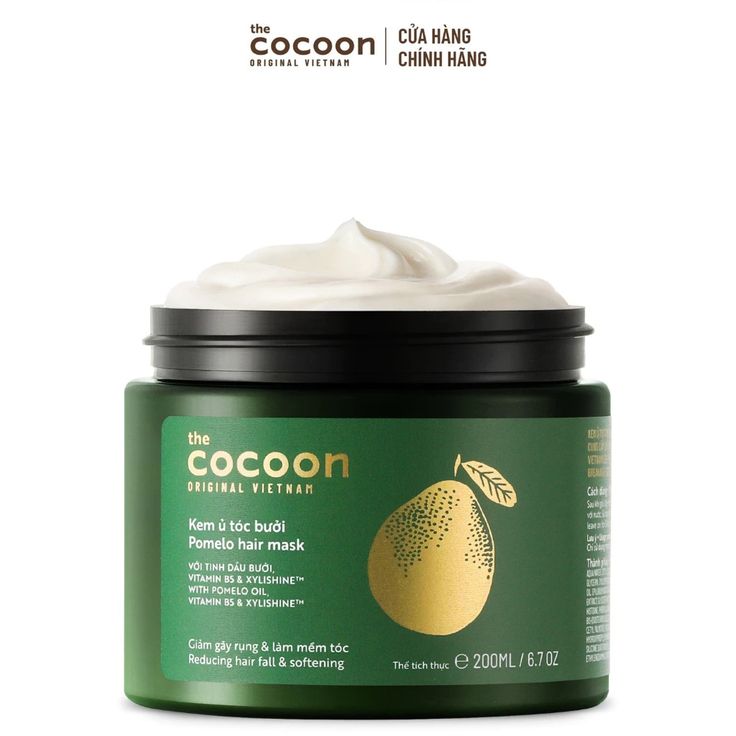 the
cocoon
ORIGINAL VIETNAM
CỬA HÀNG
CHÍNH HÃNG
the
cocoon
ORIGINAL VIETNAM
Kem ủ tóc bưởi
Pomelo hair mask
VỚI TINH DẦU BƯỞI,
VITAMIN B5 & XYLISHINE™
WITH POMELO OIL,
VITAMIN B5 & XYLISHINE™
Giảm gãy rụng & làm mềm tóc
Reducing hair fall & softening
Thể tích thực ℮ 200ML / 6.7 OZ
Cách dùng